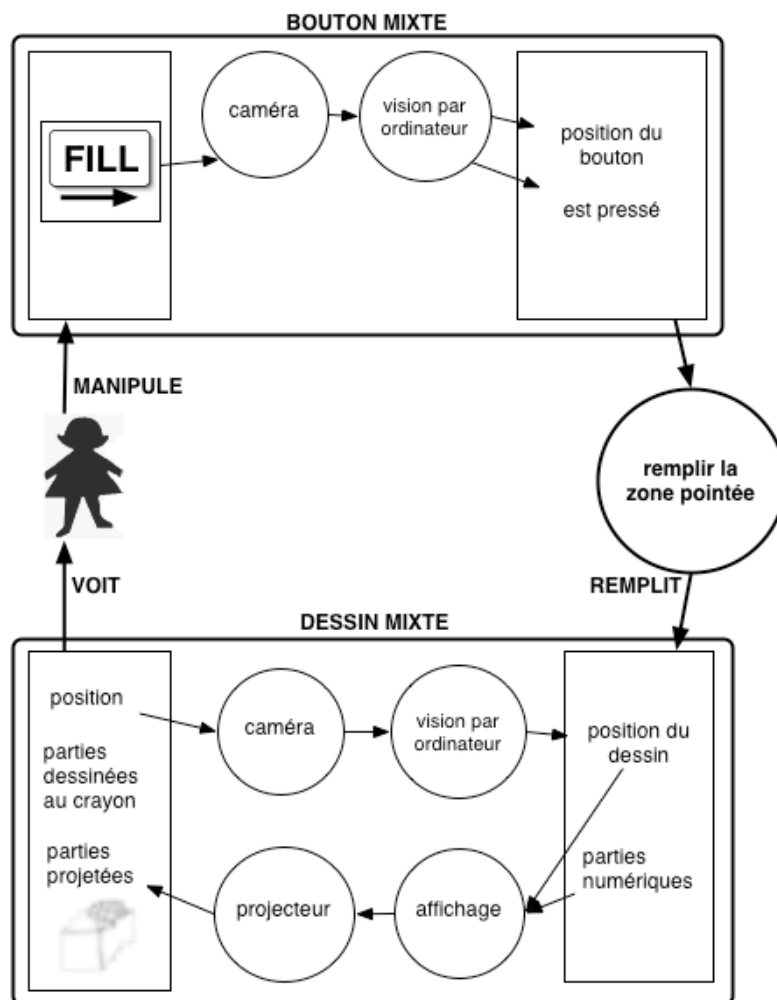 BOUTON MIXTE
FILL
caméra
vision par
ordinateur
position du
bouton
est pressé
MANIPULE
remplir la
zone pointée
VOIT
REMPLIT
DESSIN MIXTE
position
parties
dessinées
au crayon
parties
projetées
caméra
vision par
ordinateur
position du
dessin
projecteur
affichage
parties
numériques